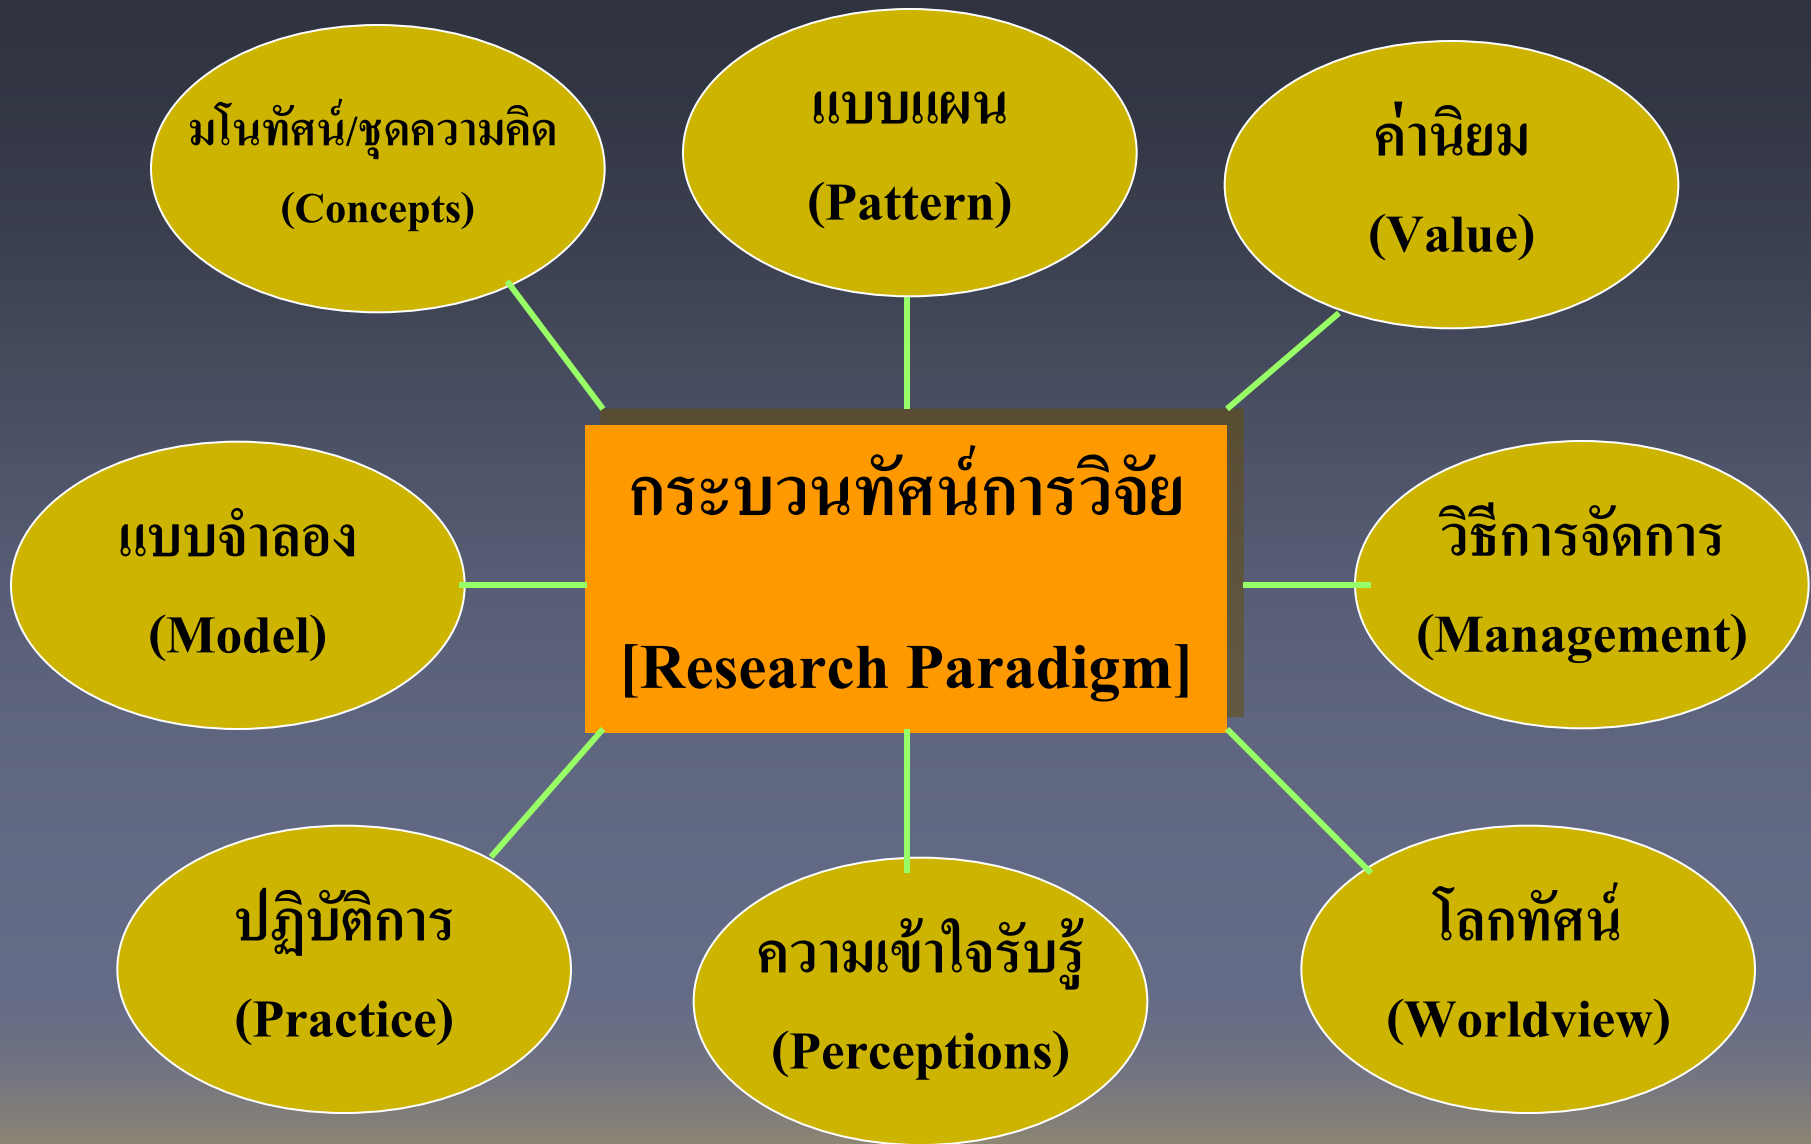 มโนทัศน์/ชุดความคิด
(Concepts)
แบบแผน
(Pattern)
ค่านิยม
(Value)
แบบจำลอง
(Model)
กระบวนทัศน์การวิจัย
[Research Paradigm]
วิธีการจัดการ
(Management)
ปฏิบัติการ
(Practice)
ความเข้าใจรับรู้
(Perceptions)
โลกทัศน์
(Worldview)